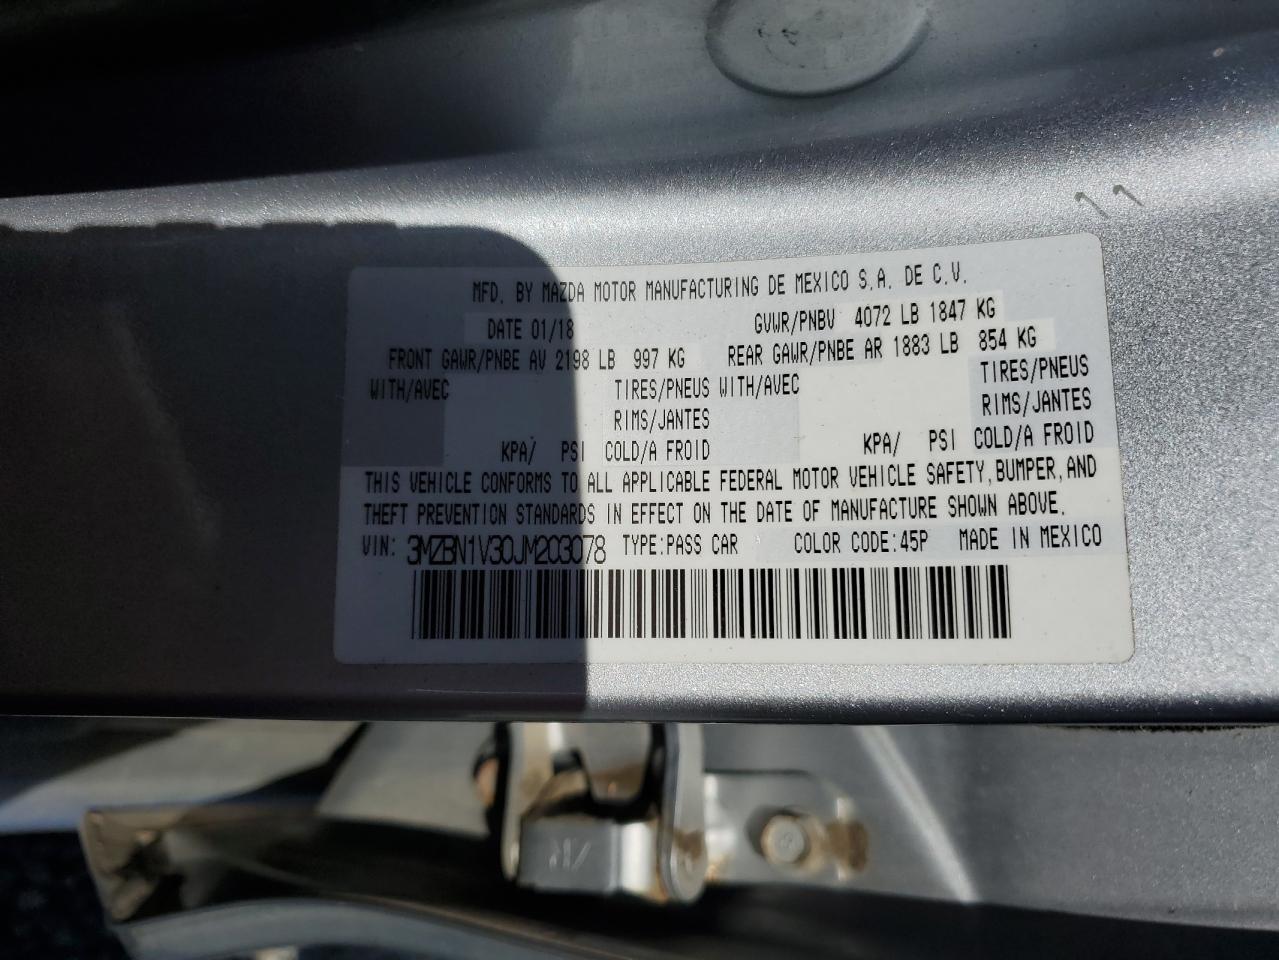 MFD. BY MAZDA MOTOR MANUFACTURING DE MEXICO S.A. DE C.V.
DATE 01/18 GVWR/PNBV 4072 LB 1847 KG
FRONT GAWR/PNBE AV 2198 LB 997 KG REAR GAWR/PNBE AR 1883 LB 854 KG
WITH/AVEC TIRES/PNEUS WITH/AVEC TIRES/PNEUS
RIMS/JANTES RIMS/JANTES
KPA/ PSI COLD/A FROID KPA/ PSI COLD/A FROID
THIS VEHICLE CONFORMS TO ALL APPLICABLE FEDERAL MOTOR VEHICLE SAFETY, BUMPER, AND
THEFT PREVENTION STANDARDS IN EFFECT ON THE DATE OF MANUFACTURE SHOWN ABOVE.
VIN: 3MZBN1V30JM203078 TYPE:PASS CAR COLOR CODE:45P MADE IN MEXICO